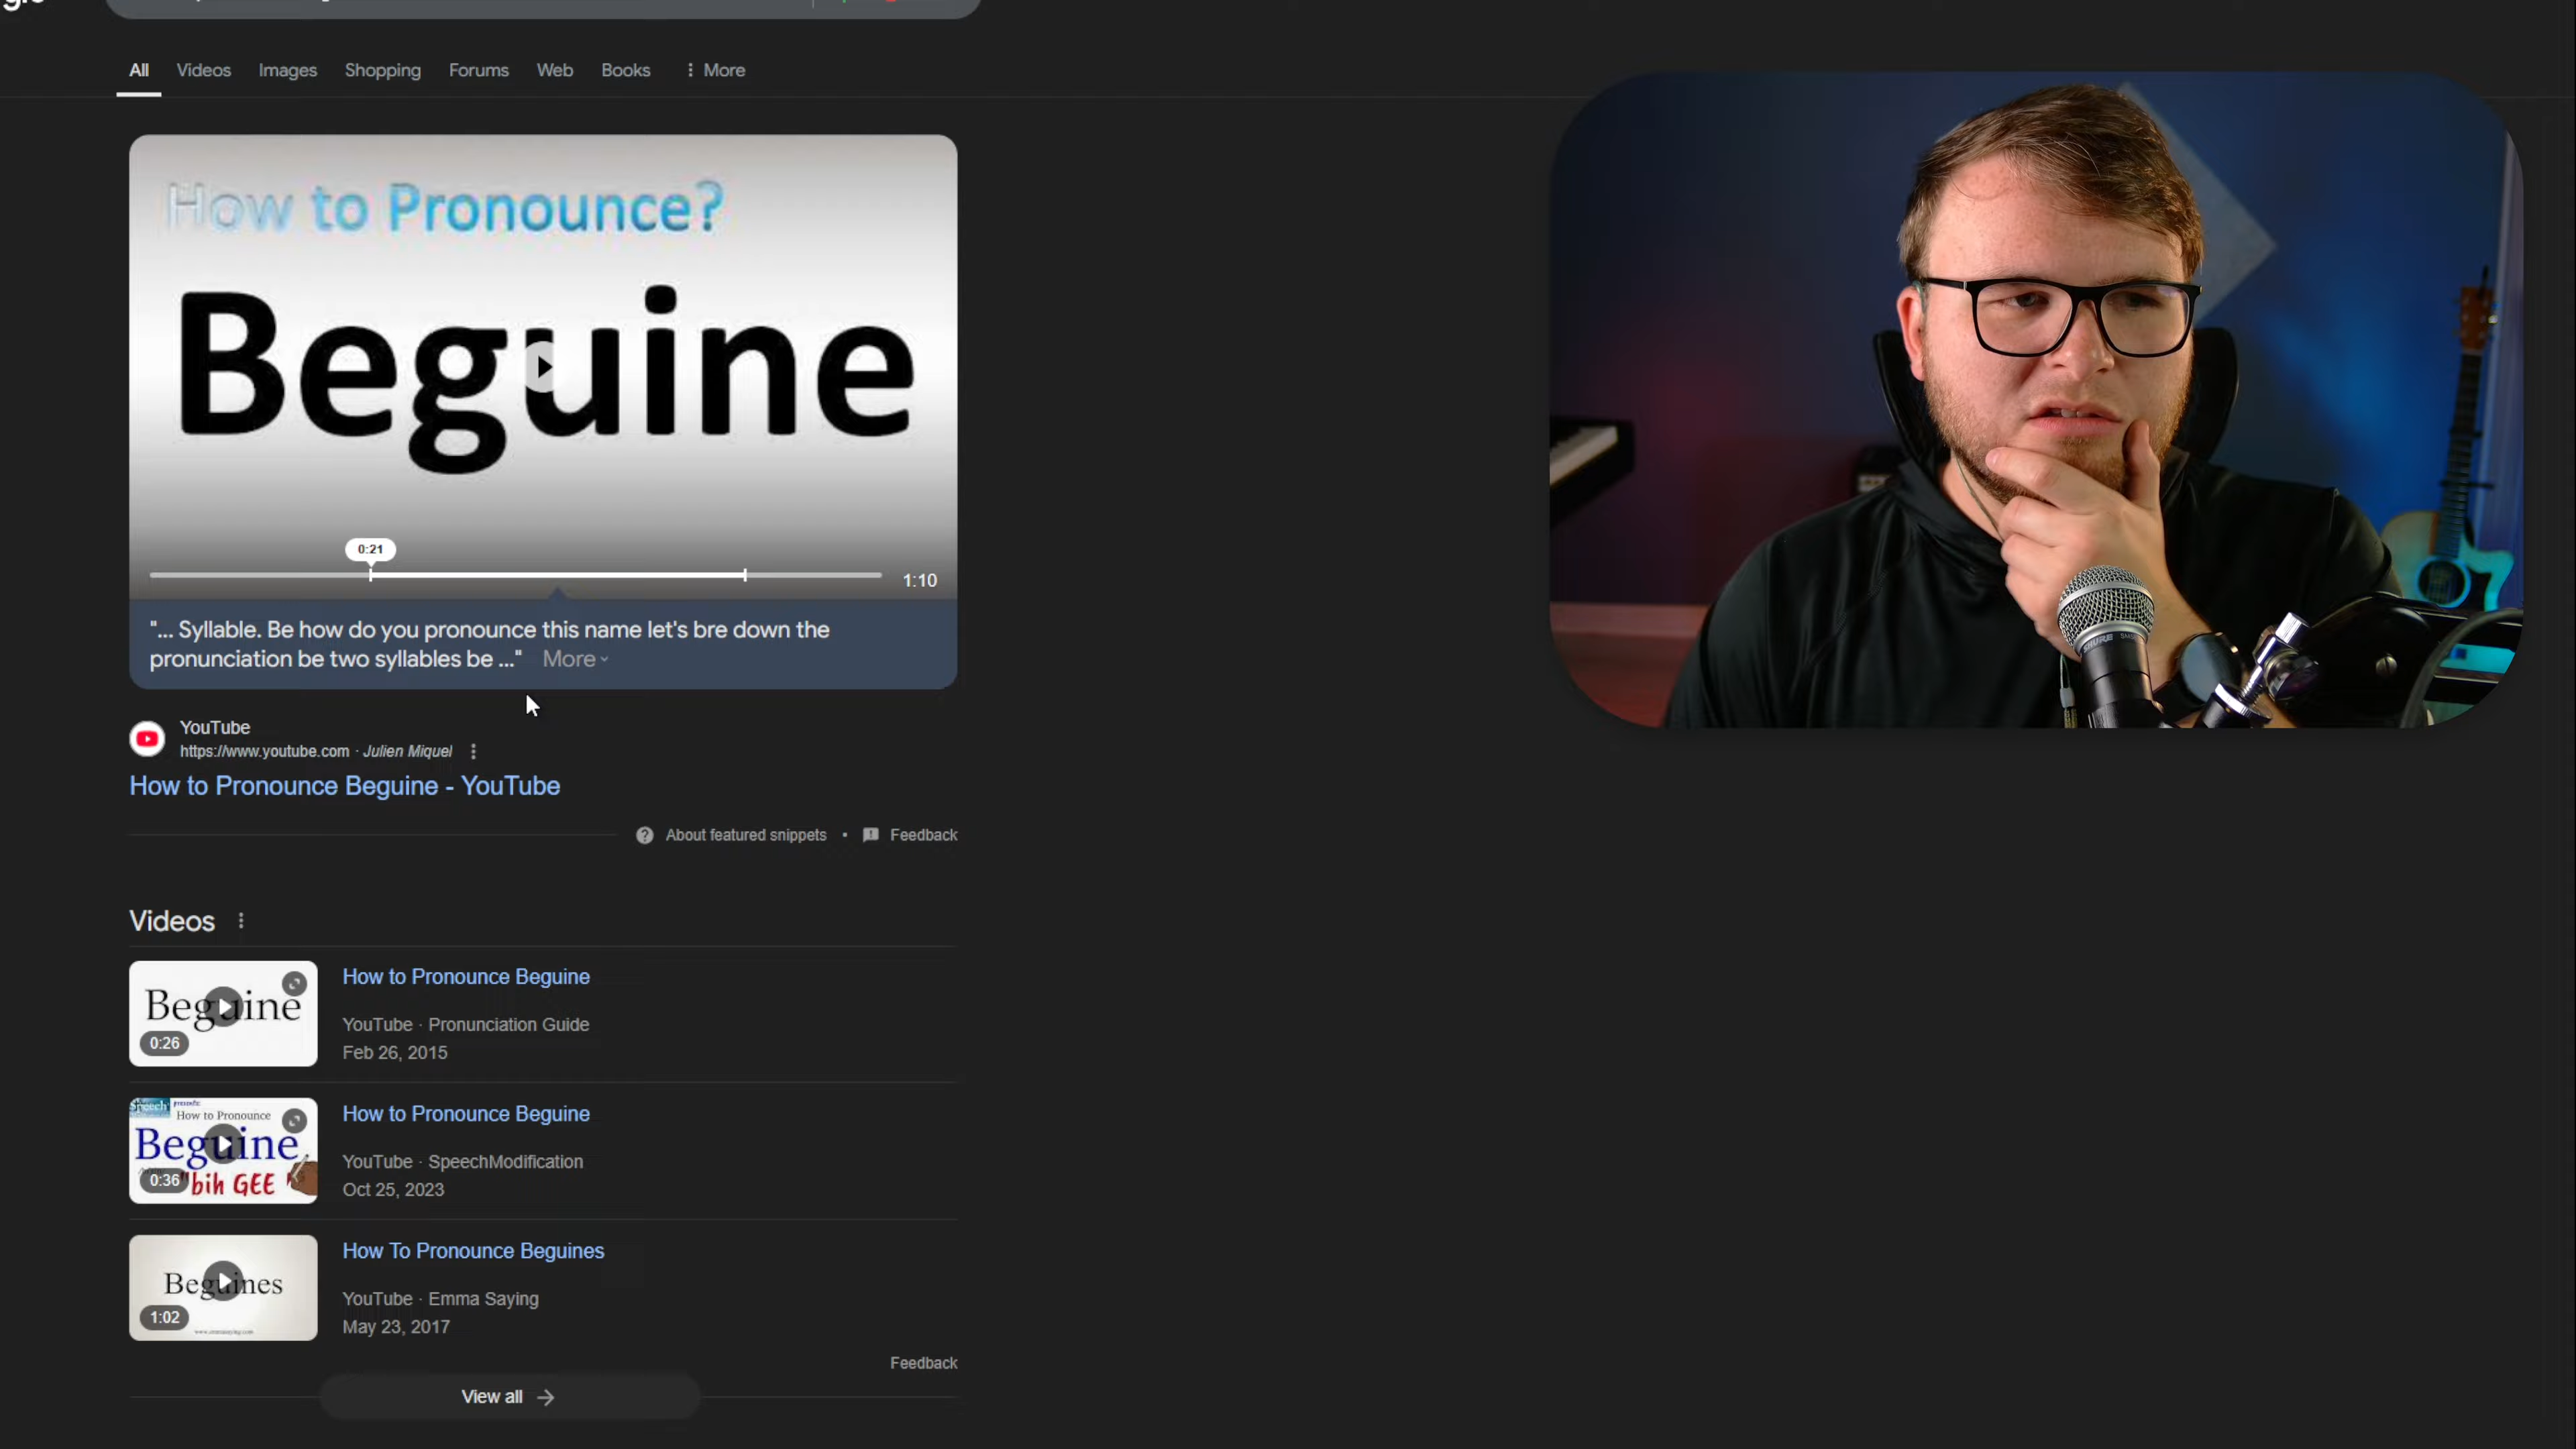 All Videos Images Shopping Forums Web Books More
How to Pronounce?
Beguine
0:21
1:10
"... Syllable. Be how do you pronounce this name let's bre down the
pronunciation be two syllables be ..." More
YouTube
https://www.youtube.com · Julien Miquel
How to Pronounce Beguine - YouTube
About featured snippets • Feedback
Videos
Beguine
0:26
How to Pronounce Beguine
YouTube · Pronunciation Guide
Feb 26, 2015
Speech
presents:
How to Pronounce
Beguine
"bih GEE
0:36
How to Pronounce Beguine
YouTube · SpeechModification
Oct 25, 2023
Beguines
1:02
How To Pronounce Beguines
YouTube · Emma Saying
May 23, 2017
Feedback
View all
SHURE